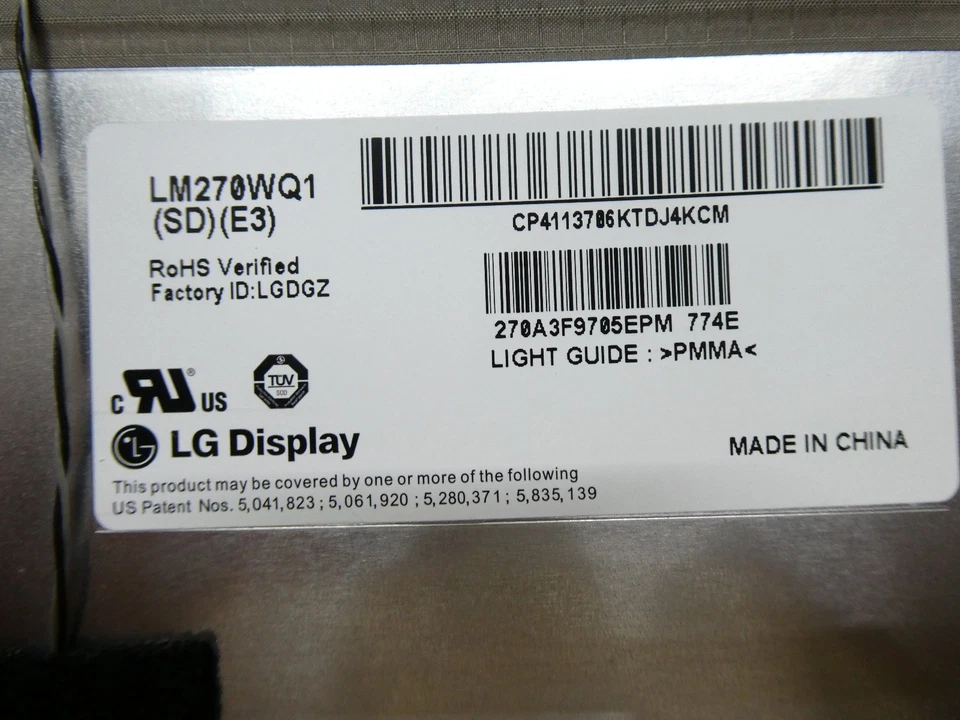 LM270WQ1
(SD)(E3)
CP4113706KTDJ4KCM
RoHS Verified
Factory ID:LGDGZ
270A3F9705EPM 774E
LIGHT GUIDE : >PMMA<
C RU ® US
TÜV
LG Display
MADE IN CHINA
This product may be covered by one or more of the following
US Patent Nos. 5,041,823 ; 5,061,920 ; 5,280,371 ; 5,835,139